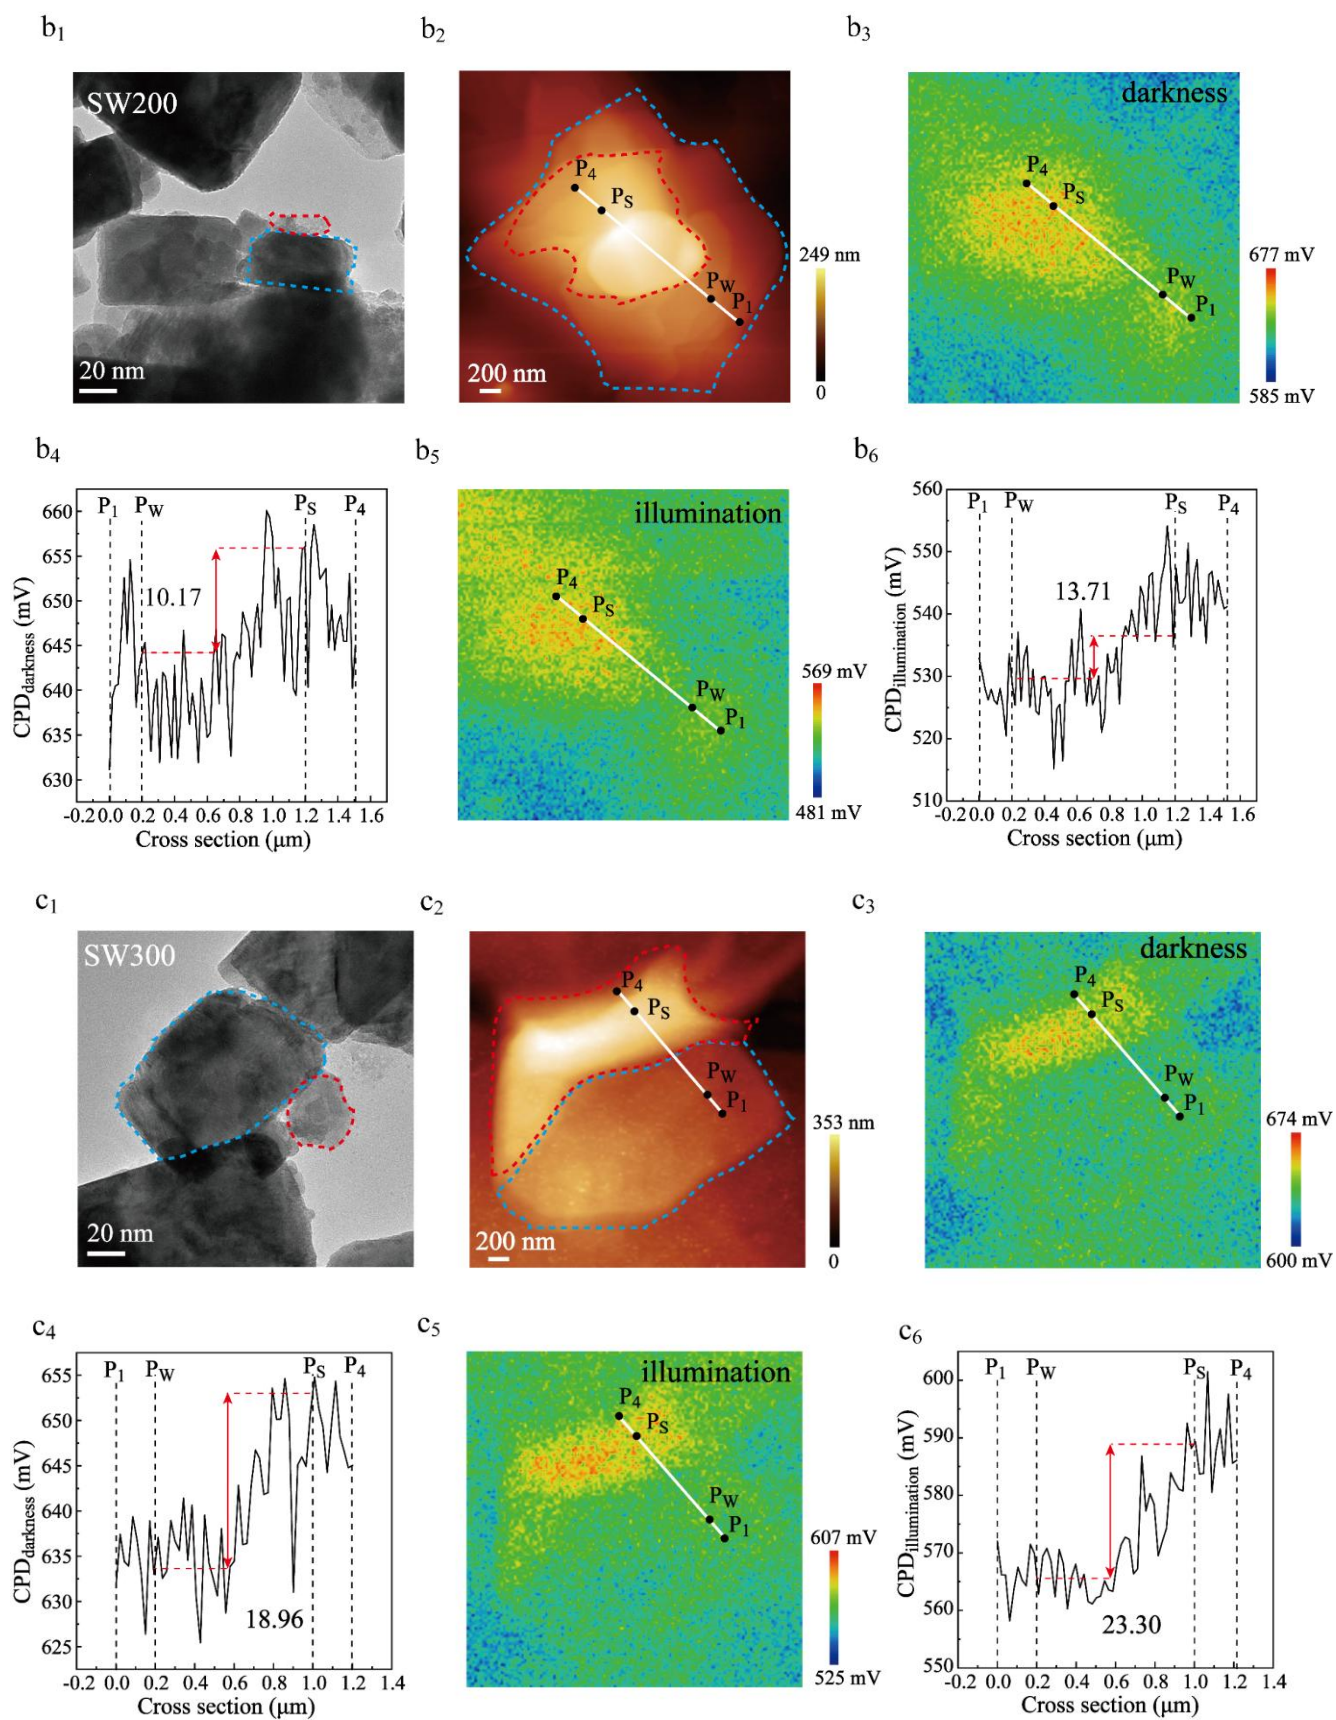 b1
b2
b3
SW200
20 nm
P4
PS
PW
P1
200 nm
249 nm
0
darkness
P4
PS
PW
P1
677 mV
585 mV
b4
b5
b6
P1 PW PS P4
660
655
650
645
640
635
630
10.17
CPDdarkness (mV)
-0.2 0.0 0.2 0.4 0.6 0.8 1.0 1.2 1.4 1.6
Cross section (μm)
illumination
P4
PS
PW
P1
569 mV
481 mV
P1 PW PS P4
560
550
540
530
520
510
13.71
CPDillumination (mV)
-0.2 0.0 0.2 0.4 0.6 0.8 1.0 1.2 1.4 1.6
Cross section (μm)
c1
c2
c3
SW300
20 nm
P4
PS
PW
P1
200 nm
353 nm
0
darkness
P4
PS
PW
P1
674 mV
600 mV
c4
c5
c6
P1 PW PS P4
655
650
645
640
635
630
625
18.96
CPDdarkness (mV)
-0.2 0.0 0.2 0.4 0.6 0.8 1.0 1.2 1.4
Cross section (μm)
illumination
P4
PS
PW
P1
607 mV
525 mV
P1 PW PS P4
600
590
580
570
560
550
23.30
CPDillumination (mV)
-0.2 0.0 0.2 0.4 0.6 0.8 1.0 1.2 1.4
Cross section (μm)